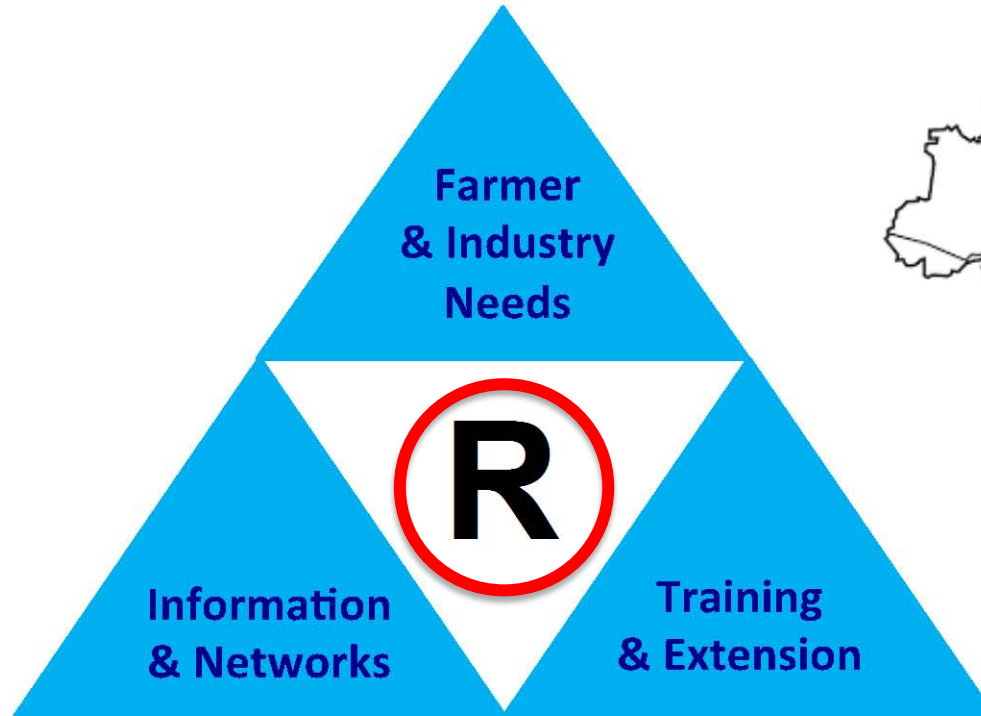 Farmer
& Industry
Needs
R
Information
& Networks
Training
& Extension